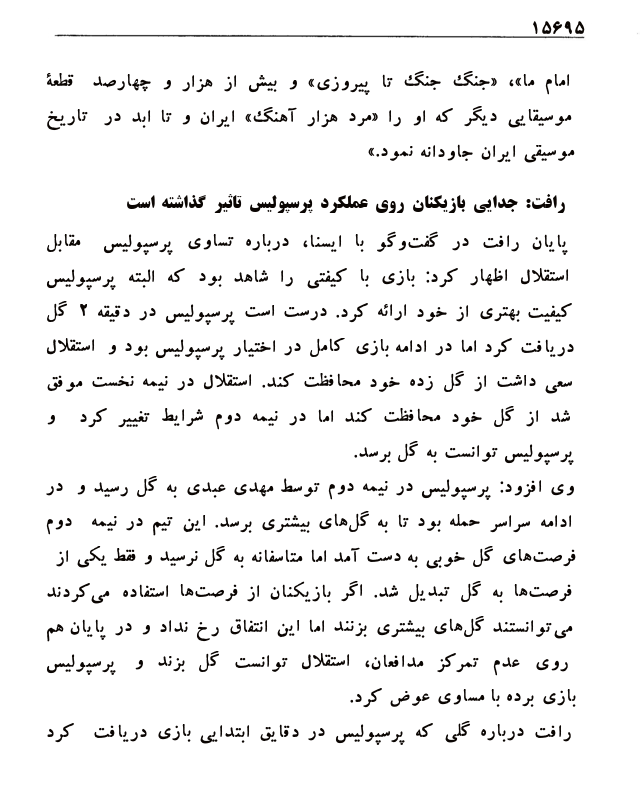 ۱۵۶۹۵
امام ما»، «جنگ جنگ تا پیروزی» و بیش از هزار و چهارصد قطعهٔ
موسیقایی دیگر که او را «مرد هزار آهنگ» ایران و تا ابد در تاریخ
موسیقی ایران جاودانه نمود.»
رافت: جدایی بازیکنان روی عملکرد پرسپولیس تاثیر گذاشته است
پایان رافت در گفت‌وگو با ایسنا، درباره تساوی پرسپولیس مقابل
استقلال اظهار کرد: بازی با کیفتی را شاهد بود که البته پرسپولیس
کیفیت بهتری از خود ارائه کرد. درست است پرسپولیس در دقیقه ۲ گل
دریافت کرد اما در ادامه بازی کامل در اختیار پرسپولیس بود و استقلال
سعی داشت از گل زده خود محافظت کند. استقلال در نیمه نخست موفق
شد از گل خود محافظت کند اما در نیمه دوم شرایط تغییر کرد و
پرسپولیس توانست به گل برسد.
وی افزود: پرسپولیس در نیمه دوم توسط مهدی عبدی به گل رسید و در
ادامه سراسر حمله بود تا به گل‌های بیشتری برسد. این تیم در نیمه دوم
فرصت‌های گل خوبی به دست آمد اما متاسفانه به گل نرسید و فقط یکی از
فرصت‌ها به گل تبدیل شد. اگر بازیکنان از فرصت‌ها استفاده می‌کردند
می‌توانستند گل‌های بیشتری بزنند اما این اتفاق رخ نداد و در پایان هم
روی عدم تمرکز مدافعان، استقلال توانست گل بزند و پرسپولیس
بازی برده با مساوی عوض کرد.
رافت درباره گلی که پرسپولیس در دقایق ابتدایی بازی دریافت کرد